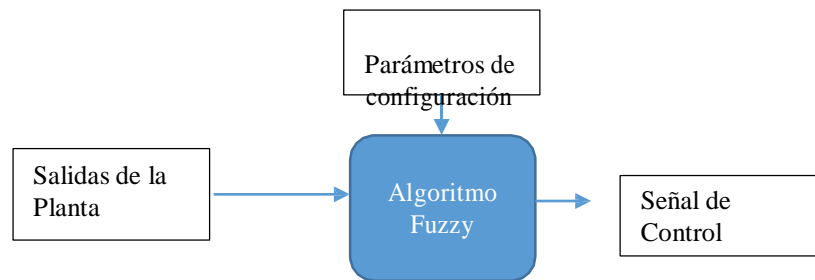 Parámetros de
configuración
Salidas de la
Planta
Algoritmo
Fuzzy
Señal de
Control